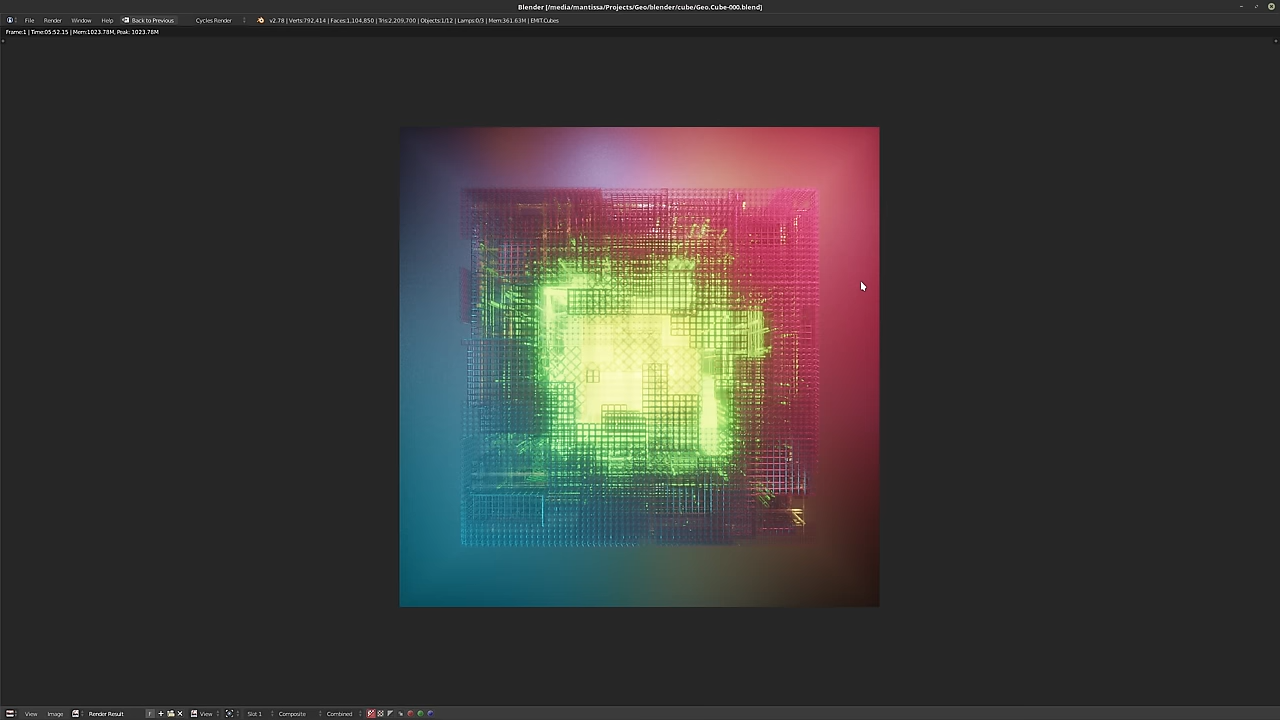 Blender [/media/mantissa/Projects/Geo/blender/cube/Geo.Cube-000.blend]
File Render Window Help Back to Previous Cycles Render v2.78 | Verts:792,414 | Faces:1,104,850 | Tris:2,209,700 | Objects:1/12 | Lamps:0/3 | Mem:361.63M | EMIT.Cubes
Frame:1 | Time:05:52.15 | Mem:1023.78M, Peak: 1023.78M
View Image Render Result F View Slot 1 Composite Combined